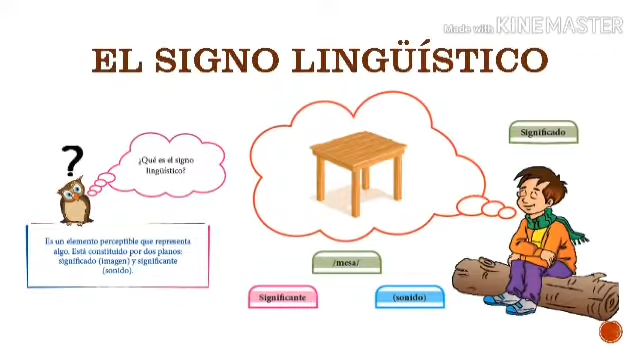 Made with KINEMASTER
EL SIGNO LINGÜÍSTICO
?
¿Qué es el signo
lingüístico?
Es un elemento perceptible que representa
algo. Está constituido por dos planos:
significado (imagen) y significante
(sonido).
Significado
/mesa/
Significante
(sonido)